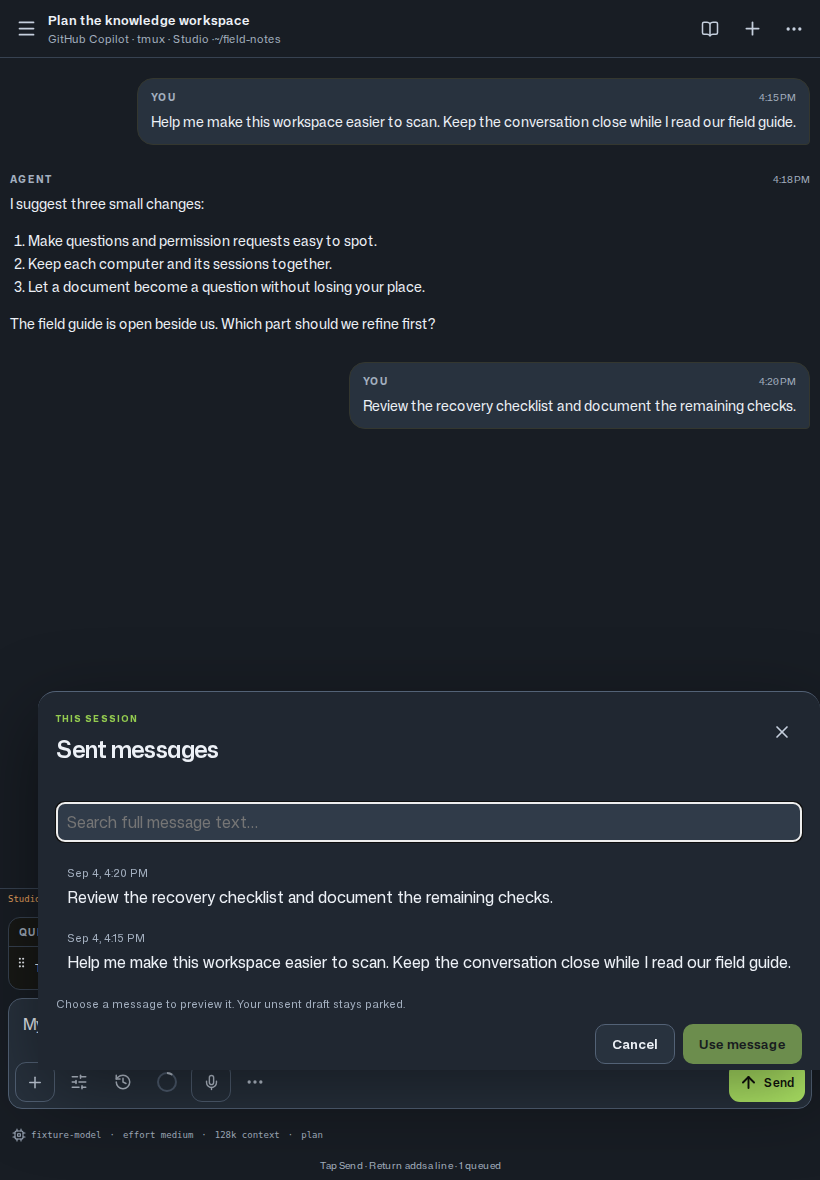 Plan the knowledge workspace
GitHub Copilot · tmux · Studio ·~/field-notes
YOU 4:15PM
Help me make this workspace easier to scan. Keep the conversation close while I read our field guide.
AGENT 4:18PM
I suggest three small changes:
1. Make questions and permission requests easy to spot.
2. Keep each computer and its sessions together.
3. Let a document become a question without losing your place.
The field guide is open beside us. Which part should we refine first?
YOU 4:20PM
Review the recovery checklist and document the remaining checks.
THIS SESSION
Sent messages
Search full message text...
Sep 4, 4:20 PM
Review the recovery checklist and document the remaining checks.
Sep 4, 4:15 PM
Help me make this workspace easier to scan. Keep the conversation close while I read our field guide.
Choose a message to preview it. Your unsent draft stays parked.
Cancel Use message
My
Send
fixture-model · effort medium · 128k context · plan
Tap Send · Return adds a line · 1 queued